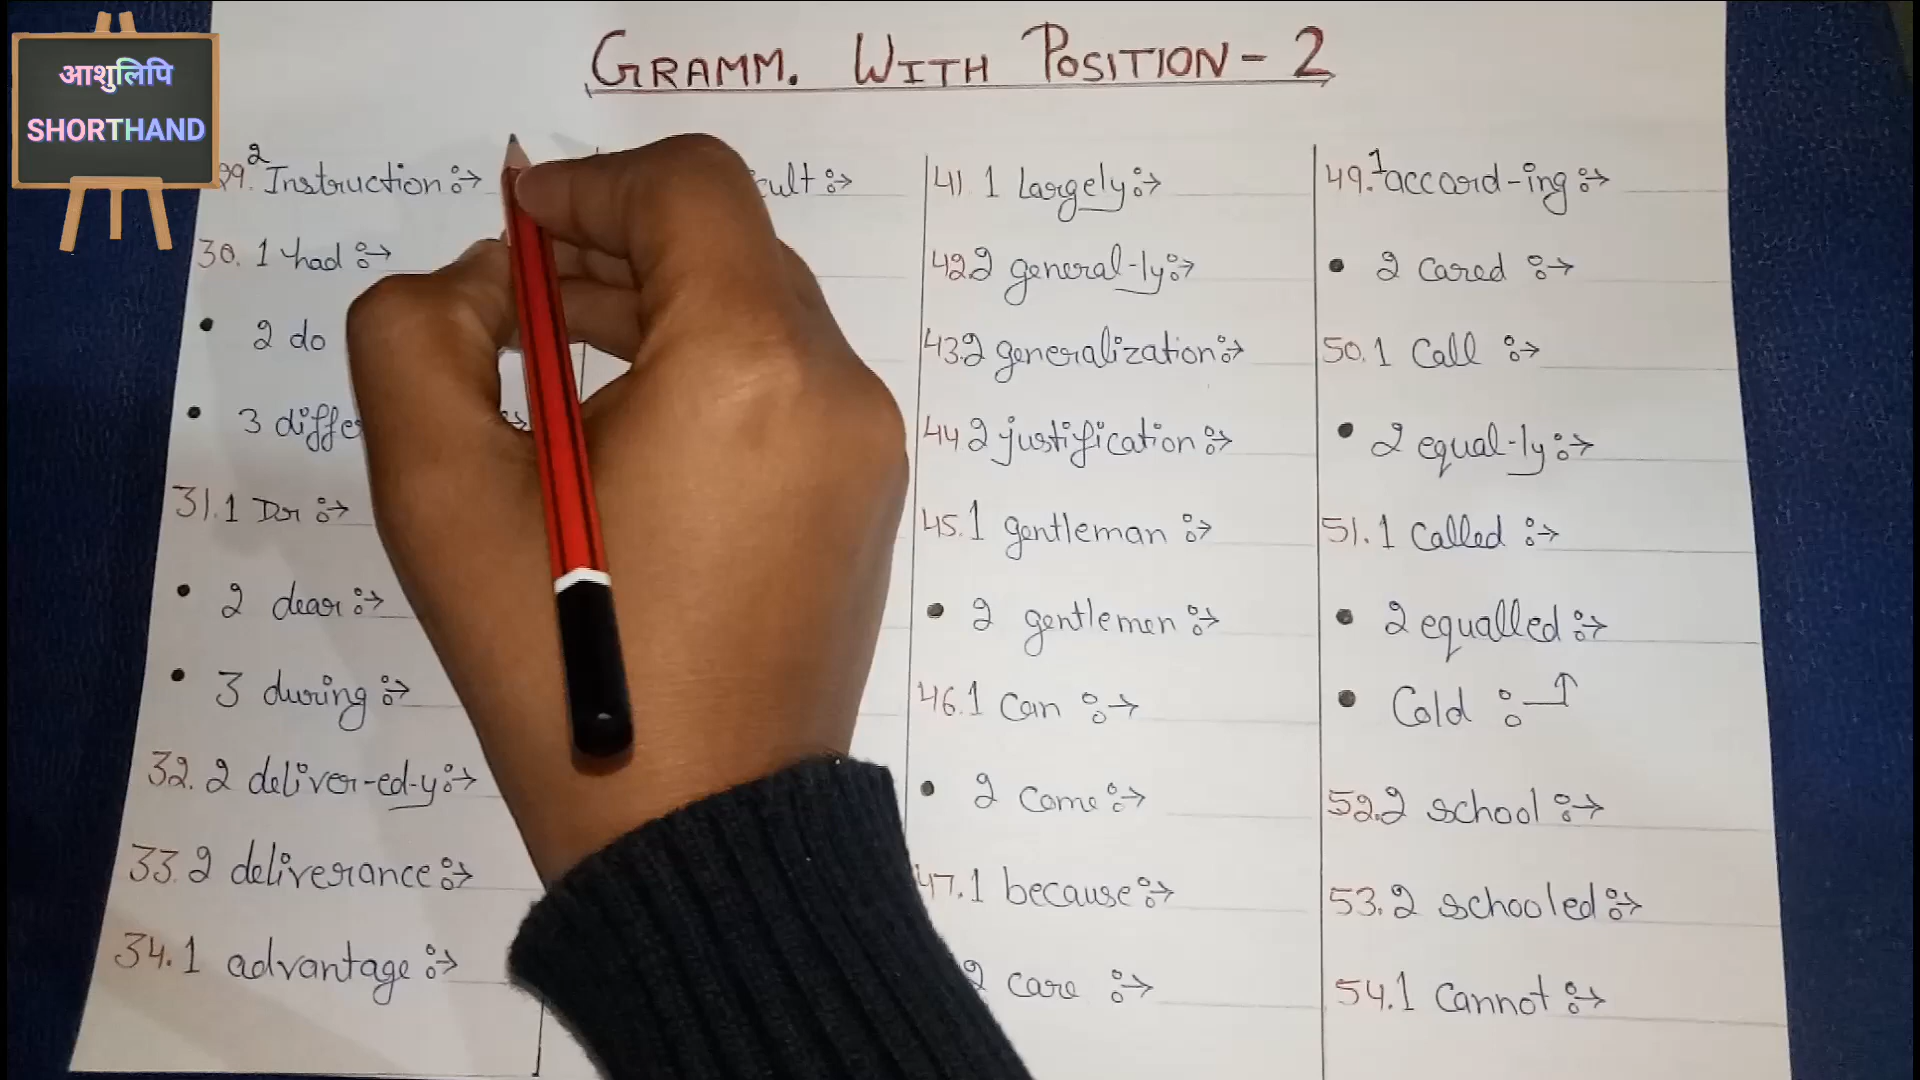 आशुलिपि
SHORTHAND
GRAMM. WITH POSITION - 2
29. 2 Instruction :→
30. 1 had :→
• 2 do
• 3
31. 1 Dr :→
• 2 dear :→
• 3 during :→
32. 2 deliver-ed-y :→
33. 2 deliverance :→
34. 1 advantage :→
41. 1 Largely :→
42. 2 general-ly :→
43. 2 generalization :→
44. 2 justification :→
45. 1 gentleman :→
• 2 gentlemen :→
46. 1 Can :→
• 2 come :→
47. 1 because :→
2 care :→
49. 1 accord-ing :→
• 2 cared :→
50. 1 Call :→
• 2 equal-ly :→
51. 1 Called :→
• 2 equalled :→
• Cold :→
52. 2 school :→
53. 2 schooled :→
54. 1 Cannot :→